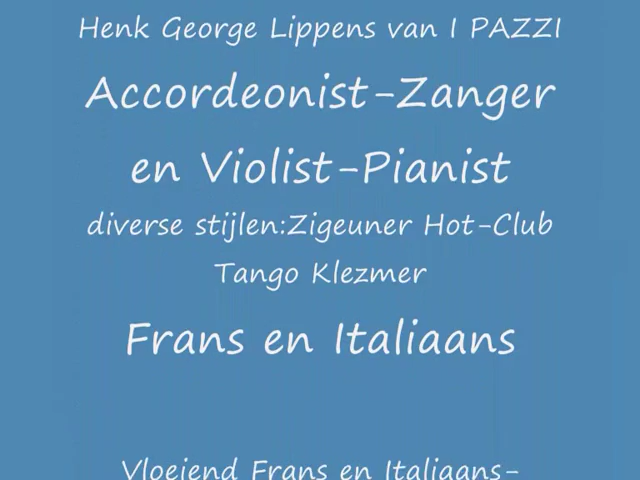 Henk George Lippens van I PAZZI
Accordeonist-Zanger
en Violist-Pianist
diverse stijlen:Zigeuner Hot-Club
Tango Klezmer
Frans en Italiaans
Vloeiend Frans en Italiaans-